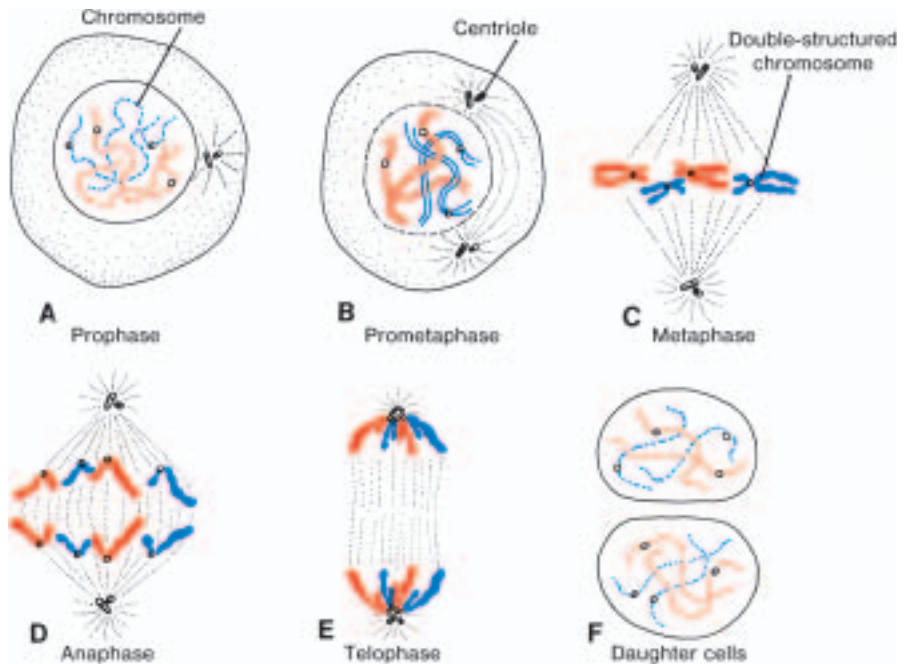 Chromosome
Centriole
Double-structured
chromosome
A
Prophase
B
Prometaphase
C
Metaphase
D
Anaphase
E
Telophase
F
Daughter cells